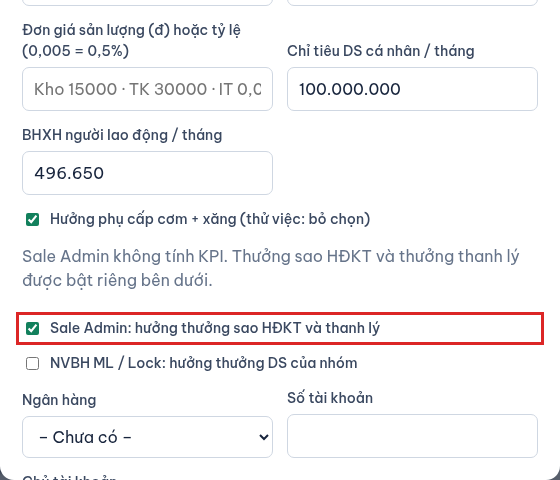 Đơn giá sản lượng (đ) hoặc tỷ lệ
(0,005 = 0,5%)
Chỉ tiêu DS cá nhân / tháng
Kho 15000 · TK 30000 · IT 0,0
100.000.000
BHXH người lao động / tháng
496.650
Hưởng phụ cấp cơm + xăng (thử việc: bỏ chọn)
Sale Admin không tính KPI. Thưởng sao HĐKT và thưởng thanh lý
được bật riêng bên dưới.
Sale Admin: hưởng thưởng sao HĐKT và thanh lý
NVBH ML / Lock: hưởng thưởng DS của nhóm
Ngân hàng
Số tài khoản
– Chưa có –
Chủ tài khoản